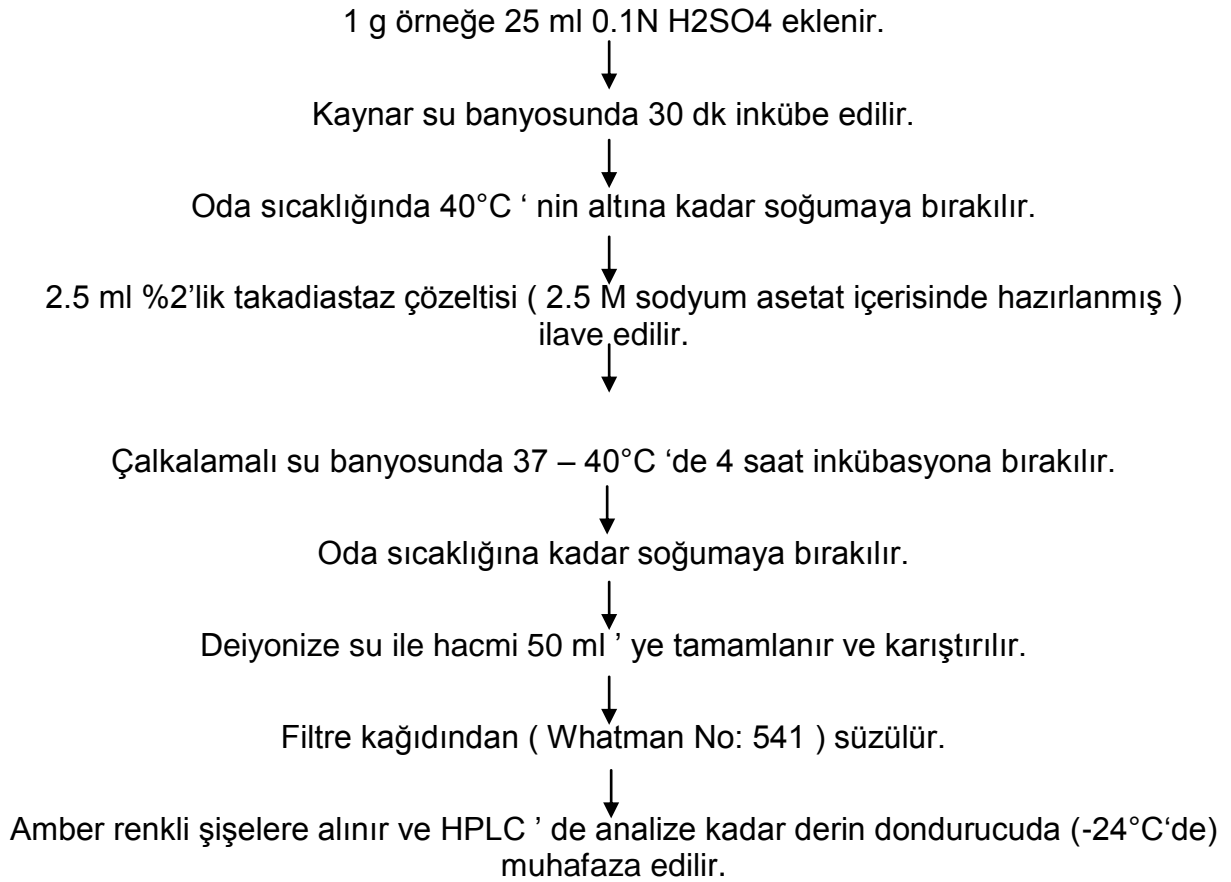 1 g örneğe 25 ml 0.1N H2SO4 eklenir.
Kaynar su banyosunda 30 dk inkübe edilir.
Oda sıcaklığında 40°C ‘ nin altına kadar soğumaya bırakılır.
2.5 ml %2’lik takadiastaz çözeltisi ( 2.5 M sodyum asetat içerisinde hazırlanmış )
ilave edilir.
Çalkalamalı su banyosunda 37 – 40°C ‘de 4 saat inkübasyona bırakılır.
Oda sıcaklığına kadar soğumaya bırakılır.
Deiyonize su ile hacmi 50 ml ’ ye tamamlanır ve karıştırılır.
Filtre kağıdından ( Whatman No: 541 ) süzülür.
Amber renkli şişelere alınır ve HPLC ’ de analize kadar derin dondurucuda (-24°C‘de)
muhafaza edilir.